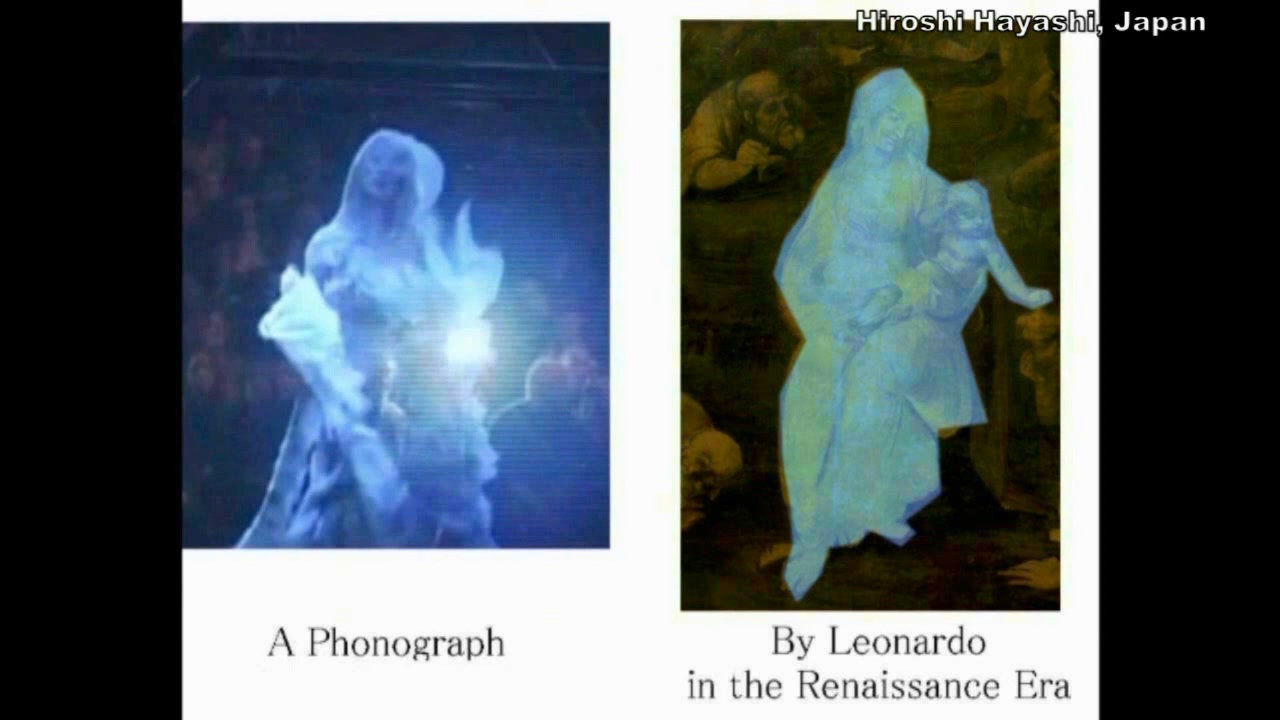 Hiroshi Hayashi, Japan
A Phonograph
By Leonardo
in the Renaissance Era